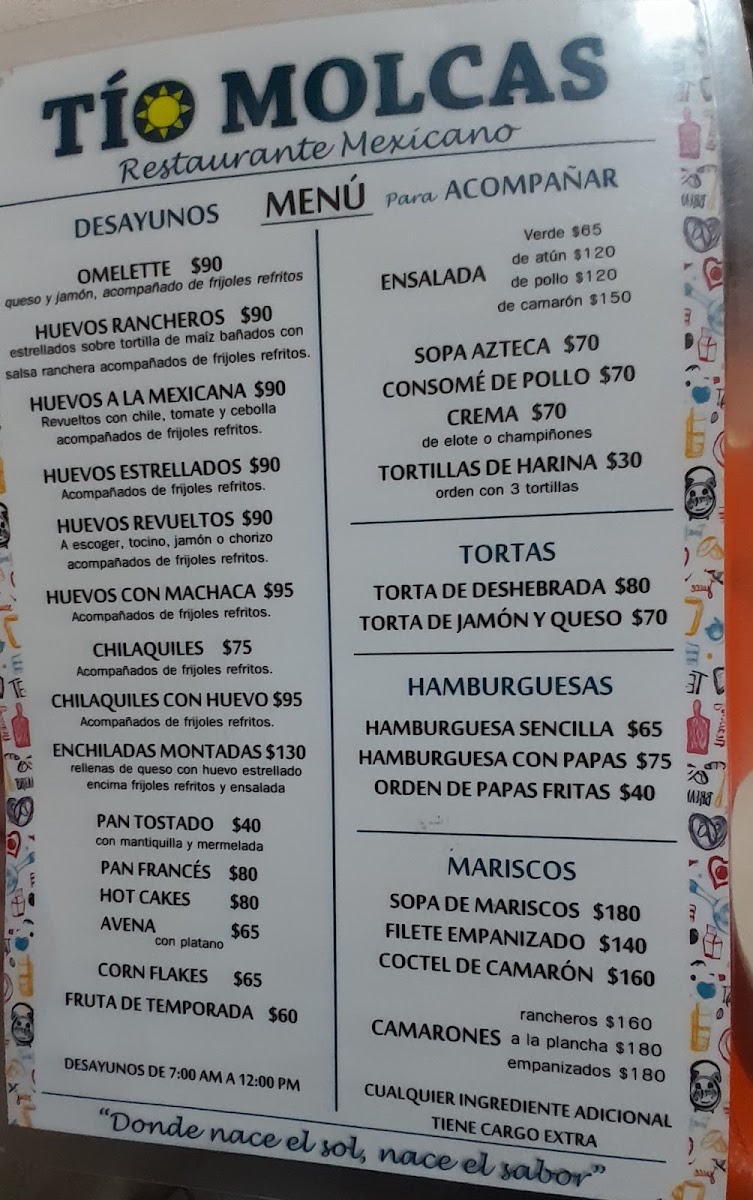 TÍO MOLCAS
Restaurante Mexicano
MENÚ
DESAYUNOS
OMELETTE $90
queso y jamón, acompañado de frijoles refritos
HUEVOS RANCHEROS $90
estrellados sobre tortilla de maíz bañados con
salsa ranchera acompañados de frijoles refritos.
HUEVOS A LA MEXICANA $90
Revueltos con chile, tomate y cebolla
acompañados de frijoles refritos.
HUEVOS ESTRELLADOS $90
Acompañados de frijoles refritos.
HUEVOS REVUELTOS $90
A escoger, tocino, jamón o chorizo
acompañados de frijoles refritos.
HUEVOS CON MACHACA $95
Acompañados de frijoles refritos.
CHILAQUILES $75
Acompañados de frijoles refritos.
CHILAQUILES CON HUEVO $95
Acompañados de frijoles refritos.
ENCHILADAS MONTADAS $130
rellenas de queso con huevo estrellado
encima frijoles refritos y ensalada
PAN TOSTADO $40
con mantiquilla y mermelada
PAN FRANCÉS $80
HOT CAKES $80
AVENA $65
con platano
CORN FLAKES $65
FRUTA DE TEMPORADA $60
DESAYUNOS DE 7:00 AM A 12:00 PM
Para ACOMPAÑAR
ENSALADA
Verde $65
de atún $120
de pollo $120
de camarón $150
SOPA AZTECA $70
CONSOMÉ DE POLLO $70
CREMA $70
de elote o champiñones
TORTILLAS DE HARINA $30
orden con 3 tortillas
TORTAS
TORTA DE DESHEBRADA $80
TORTA DE JAMÓN Y QUESO $70
HAMBURGUESAS
HAMBURGUESA SENCILLA $65
HAMBURGUESA CON PAPAS $75
ORDEN DE PAPAS FRITAS $40
MARISCOS
SOPA DE MARISCOS $180
FILETE EMPANIZADO $140
COCTEL DE CAMARÓN $160
CAMARONES
rancheros $160
a la plancha $180
empanizados $180
CUALQUIER INGREDIENTE ADICIONAL
TIENE CARGO EXTRA
"Donde nace el sol, nace el sabor"